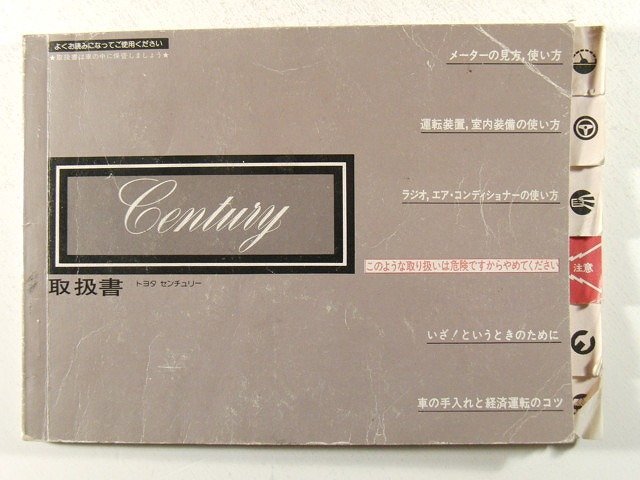 よくお読みになってご使用ください
★取扱書は車の中に保管しましょう★
Century
取扱書 トヨタ センチュリー
メーターの見方,使い方
運転装置,室内装備の使い方
ラジオ,エア・コンディショナーの使い方
このような取り扱いは危険ですからやめてください
注意
いざ!というときのために
車の手入れと経済運転のコツ